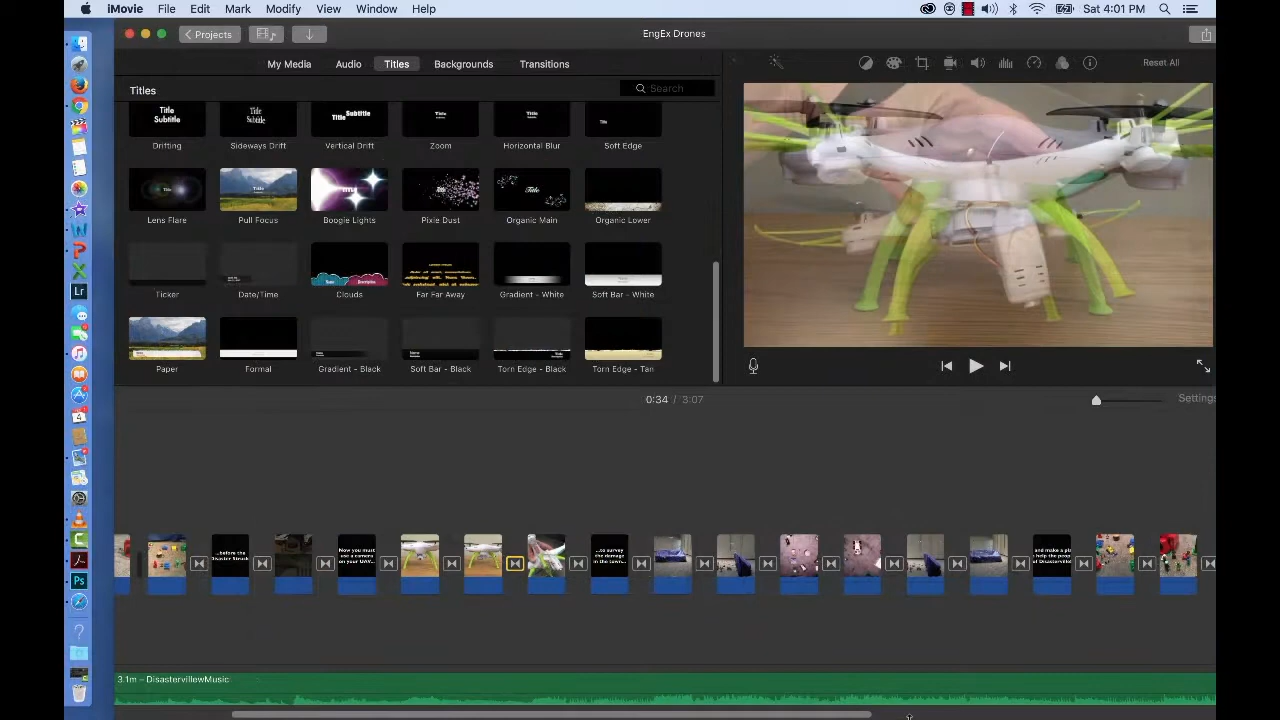 iMovie File Edit Mark Modify View Window Help Sat 4:01 PM
Projects EngEx Drones
My Media Audio Titles Backgrounds Transitions
Titles Search
Reset All
Title
Subtitle
Title
Subtitle
Title Subtitle
Title
Title
Title
Drifting Sideways Drift Vertical Drift Zoom Horizontal Blur Soft Edge
Title Title Title Title Title
Lens Flare Pull Focus Boogie Lights Pixie Dust Organic Main Organic Lower
Ticker Date/Time Clouds Far Far Away Gradient - White Soft Bar - White
Paper Formal Gradient - Black Soft Bar - Black Torn Edge - Black Torn Edge - Tan
0:34 / 3:07 Settings
...before the
Disaster Struck
Now you must
use a camera
on your UAV...
...to survey
the damage
in the town...
and make a pla
help the peop
of Disasterville
3.1m – DisastervillewMusic
W
P
X
Lr
Ps